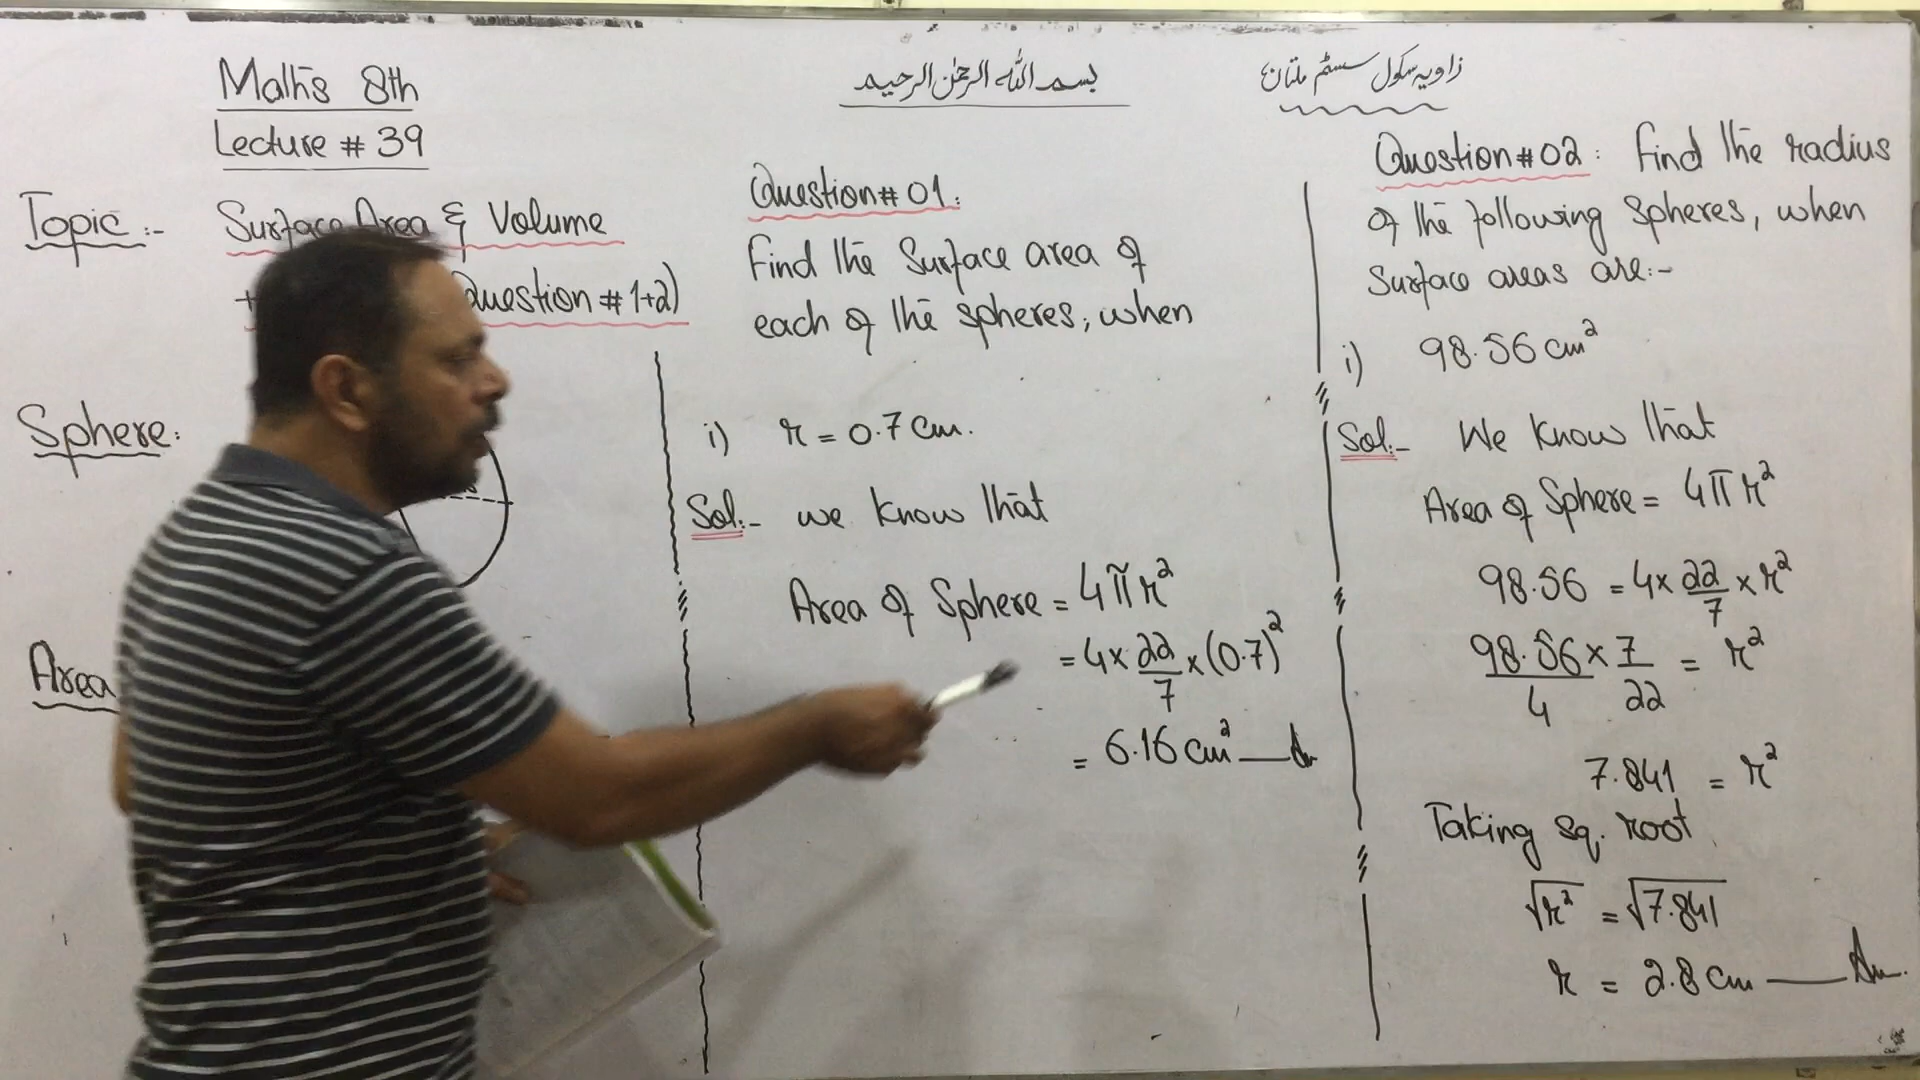 Maths 8th
Lecture # 39
Topic :- Surface Area & Volume
Question # 1+2)
Sphere:
Area
بسم اللہ الرحمٰن الرحیم
زاویہ سکول سسٹم ملتان
Question # 01:
Find the Surface area of
each of the spheres, when
i) r = 0.7 cm.
Sol:- we know that
Area of Sphere = 4πr²
= 4 × 22/7 × (0.7)²
= 6.16 cm² — An
Question # 02: Find the radius
of the following spheres, when
Surface areas are:-
i) 98.56 cm²
Sol:- We know that
Area of Sphere = 4πr²
98.56 = 4 × 22/7 × r²
98.56/4 × 7/22 = r²
7.841 = r²
Taking sq. root
√r² = √7.841
r = 2.8 cm — An.